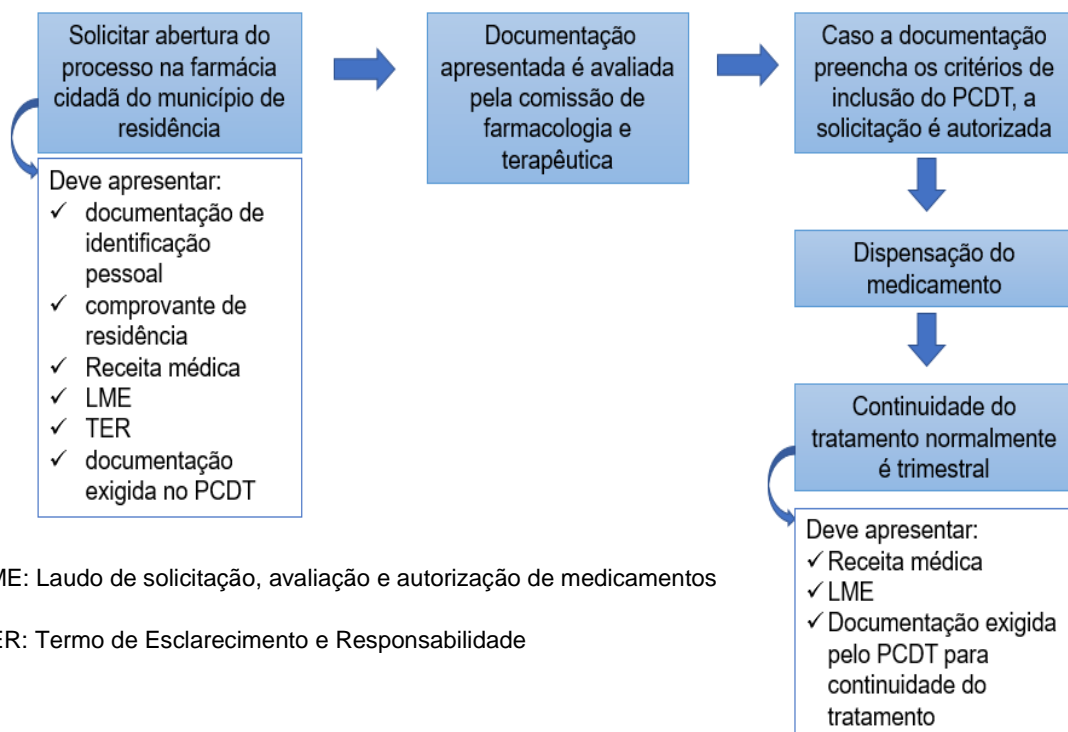 Solicitar abertura do
processo na farmácia
cidadã do município de
residência
Deve apresentar:
✓ documentação de
identificação
pessoal
✓ comprovante de
residência
✓ Receita médica
✓ LME
✓ TER
✓ documentação
exigida no PCDT
Documentação
apresentada é avaliada
pela comissão de
farmacologia e
terapêutica
Caso a documentação
preencha os critérios de
inclusão do PCDT, a
solicitação é autorizada
Dispensação do
medicamento
Continuidade do
tratamento normalmente
é trimestral
Deve apresentar:
✓ Receita médica
✓ LME
✓ Documentação exigida
pelo PCDT para
continuidade do
tratamento
ME: Laudo de solicitação, avaliação e autorização de medicamentos
ER: Termo de Esclarecimento e Responsabilidade